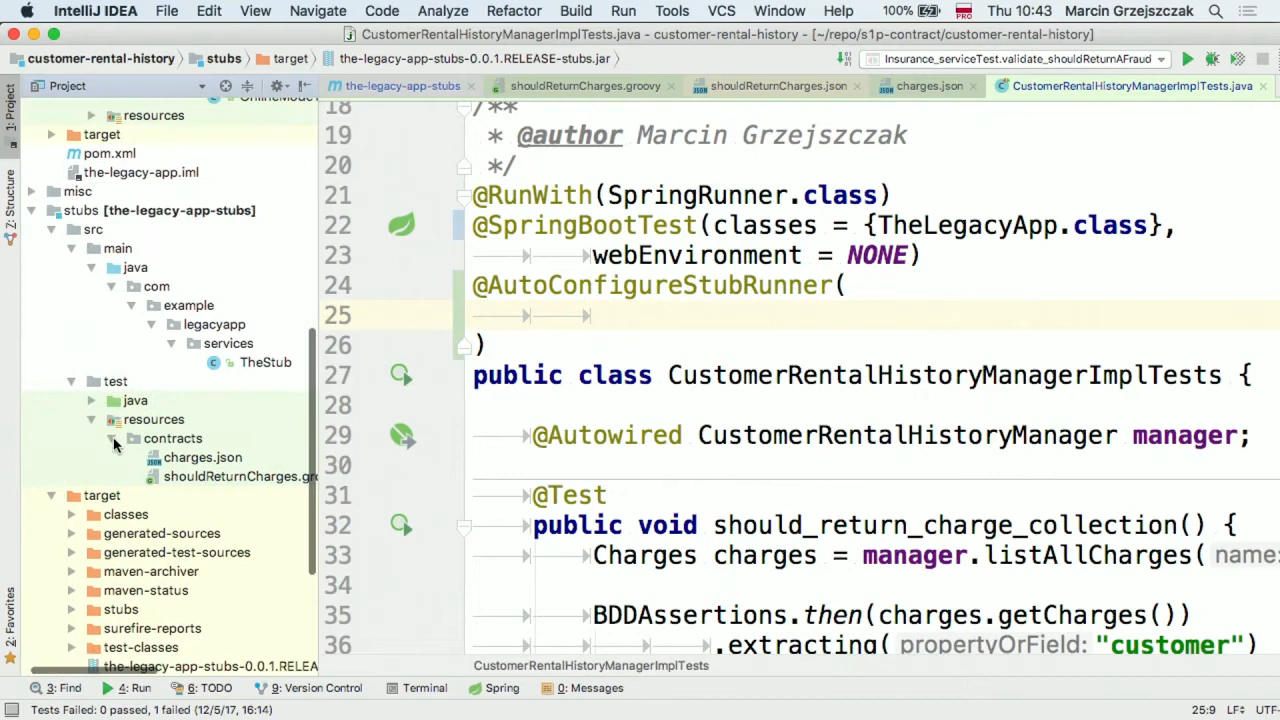 IntelliJ IDEA File Edit View Navigate Code Analyze Refactor Build Run Tools VCS Window Help 100% PRO Thu 10:43 Marcin Grzejszczak
CustomerRentalHistoryManagerImplTests.java - customer-rental-history - [~/repo/s1p-contract/customer-rental-history]
customer-rental-history stubs target the-legacy-app-stubs-0.0.1.RELEASE-stubs.jar Insurance_serviceTest.validate_shouldReturnAFraud
Project the-legacy-app-stubs shouldReturnCharges.groovy shouldReturnCharges.json charges.json CustomerRentalHistoryManagerImplTests.java
1: Project
Z: Structure
2: Favorites
resources
target
pom.xml
the-legacy-app.iml
misc
stubs [the-legacy-app-stubs]
src
main
java
com
example
legacyapp
services
TheStub
test
java
resources
contracts
charges.json
shouldReturnCharges.gro
target
classes
generated-sources
generated-test-sources
maven-archiver
maven-status
stubs
surefire-reports
test-classes
the-legacy-app-stubs-0.0.1.RELEA
18 /**
19 * @author Marcin Grzejszczak
20 */
21 @RunWith(SpringRunner.class)
22 @SpringBootTest(classes = {TheLegacyApp.class},
23 webEnvironment = NONE)
24 @AutoConfigureStubRunner(
25
26 )
27 public class CustomerRentalHistoryManagerImplTests {
28
29 @Autowired CustomerRentalHistoryManager manager;
30
31 @Test
32 public void should_return_charge_collection() {
33 Charges charges = manager.listAllCharges( name:
34
35 BDDAssertions.then(charges.getCharges())
36 .extracting( propertyOrField: "customer")
CustomerRentalHistoryManagerImplTests
3: Find 4: Run 6: TODO 9: Version Control Terminal Spring 0: Messages
Tests Failed: 0 passed, 1 failed (12/5/17, 16:14) 25:9 LF UTF-